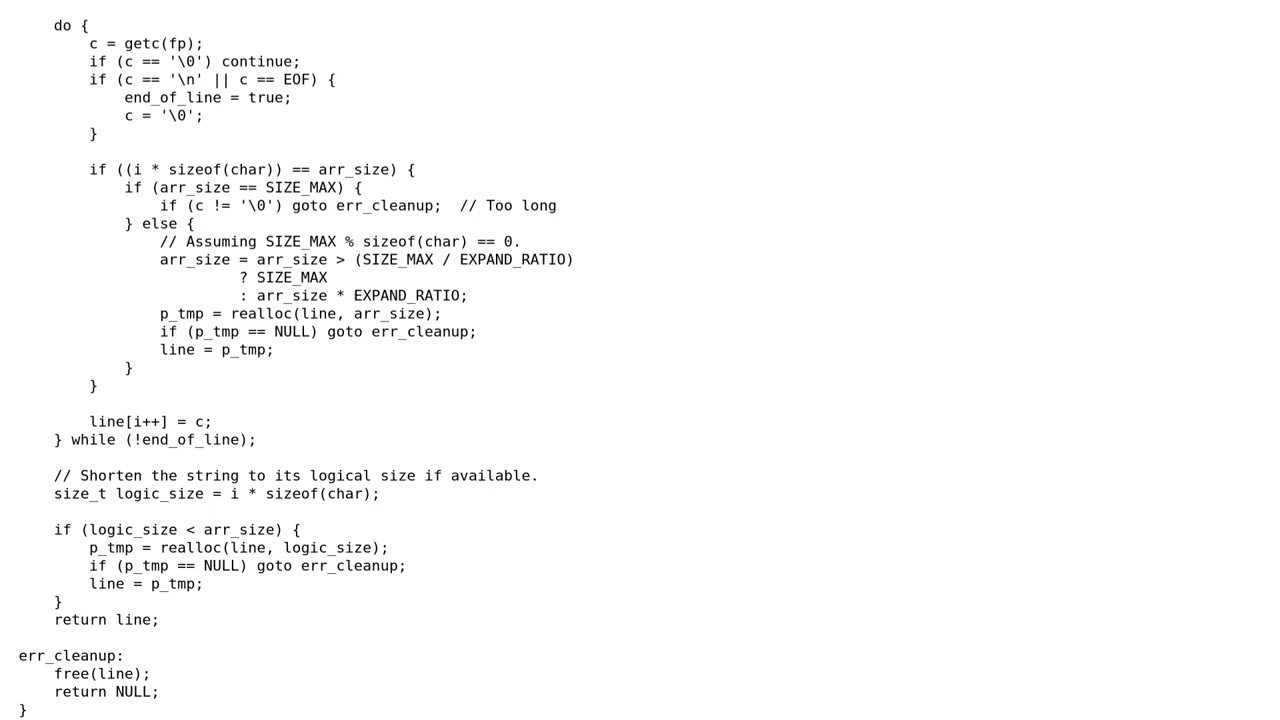 do {
        c = getc(fp);
        if (c == '\0') continue;
        if (c == '\n' || c == EOF) {
            end_of_line = true;
            c = '\0';
        }

        if ((i * sizeof(char)) == arr_size) {
            if (arr_size == SIZE_MAX) {
                if (c != '\0') goto err_cleanup;  // Too long
            } else {
                // Assuming SIZE_MAX % sizeof(char) == 0.
                arr_size = arr_size > (SIZE_MAX / EXPAND_RATIO)
                         ? SIZE_MAX
                         : arr_size * EXPAND_RATIO;
                p_tmp = realloc(line, arr_size);
                if (p_tmp == NULL) goto err_cleanup;
                line = p_tmp;
            }
        }

        line[i++] = c;
    } while (!end_of_line);

    // Shorten the string to its logical size if available.
    size_t logic_size = i * sizeof(char);

    if (logic_size < arr_size) {
        p_tmp = realloc(line, logic_size);
        if (p_tmp == NULL) goto err_cleanup;
        line = p_tmp;
    }
    return line;

err_cleanup:
    free(line);
    return NULL;
}